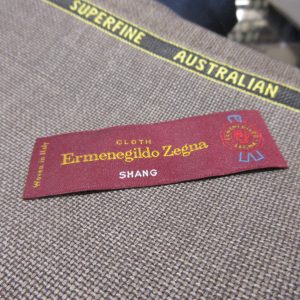 SUPERFINE AUSTRALIAN
CLOTH
Ermenegildo Zegna
SHANG
Woven in Italy